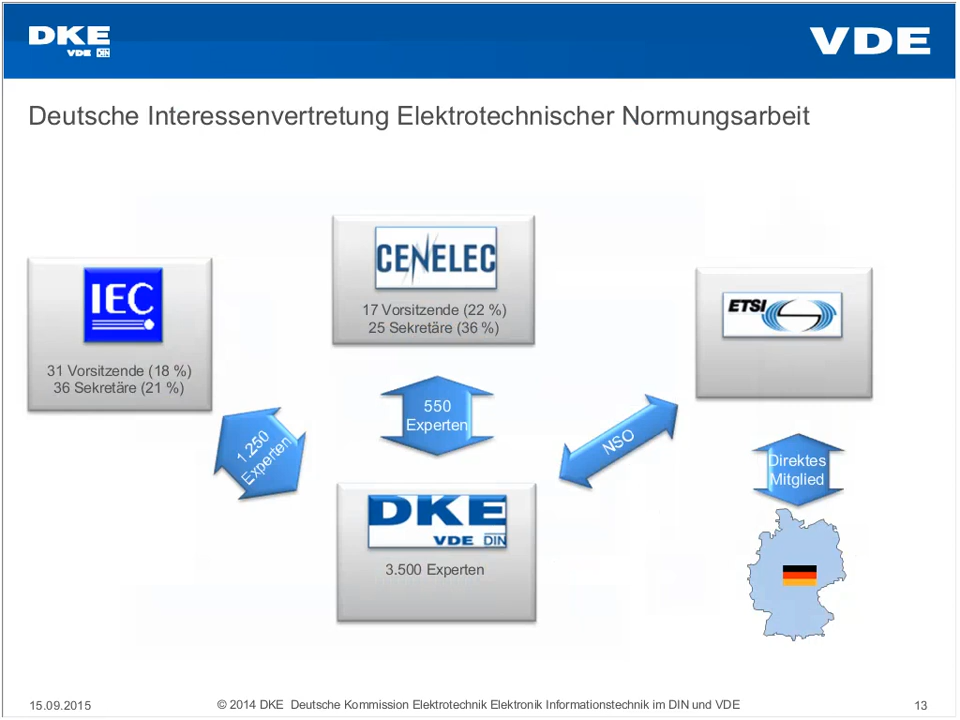 DKE
VDE DIN
VDE
Deutsche Interessenvertretung Elektrotechnischer Normungsarbeit
CENELEC
17 Vorsitzende (22 %)
25 Sekretäre (36 %)
IEC
31 Vorsitzende (18 %)
36 Sekretäre (21 %)
ETSI
1.250
Experten
550
Experten
NSO
Direktes
Mitglied
DKE
VDE DIN
3.500 Experten
15.09.2015
© 2014 DKE Deutsche Kommission Elektrotechnik Elektronik Informationstechnik im DIN und VDE
13